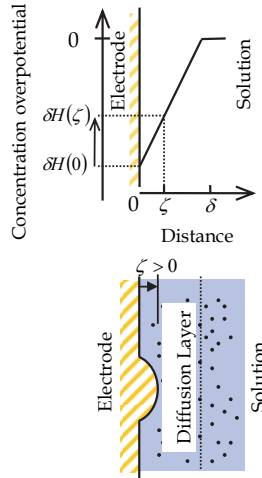 Concentration overpotential
0
δH(ζ)
δH(0)
Electrode
Solution
0
ζ
δ
Distance
ζ > 0
Electrode
Diffusion Layer
Solution